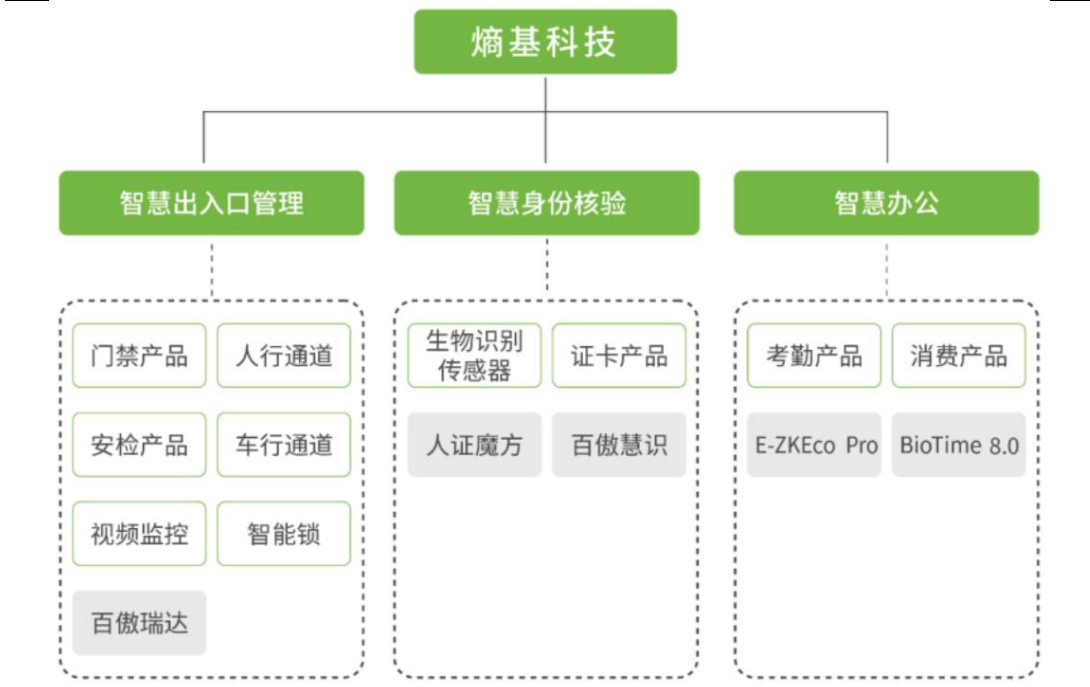 熵基科技
智慧出入口管理
智慧身份核验
智慧办公
门禁产品
人行通道
安检产品
车行通道
视频监控
智能锁
百傲瑞达
生物识别
传感器
证卡产品
人证魔方
百傲慧识
考勤产品
消费产品
E-ZKEco Pro
BioTime 8.0